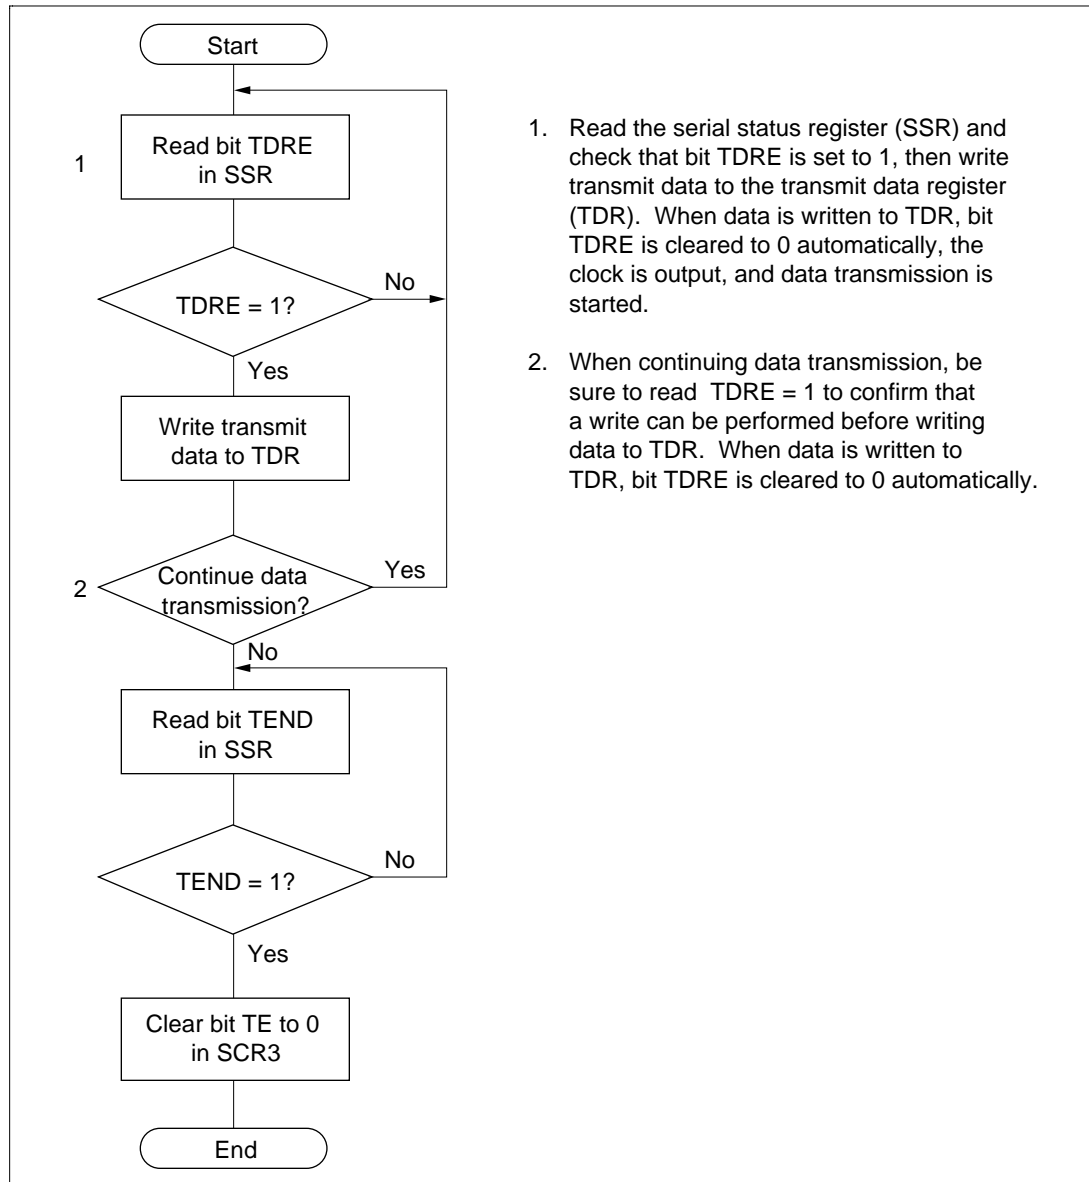 Start
1
Read bit TDRE
in SSR
TDRE = 1?
No
Yes
Write transmit
data to TDR
2
Continue data
transmission?
Yes
No
Read bit TEND
in SSR
TEND = 1?
No
Yes
Clear bit TE to 0
in SCR3
End
1. Read the serial status register (SSR) and
check that bit TDRE is set to 1, then write
transmit data to the transmit data register
(TDR). When data is written to TDR, bit
TDRE is cleared to 0 automatically, the
clock is output, and data transmission is
started.
2. When continuing data transmission, be
sure to read TDRE = 1 to confirm that
a write can be performed before writing
data to TDR. When data is written to
TDR, bit TDRE is cleared to 0 automatically.